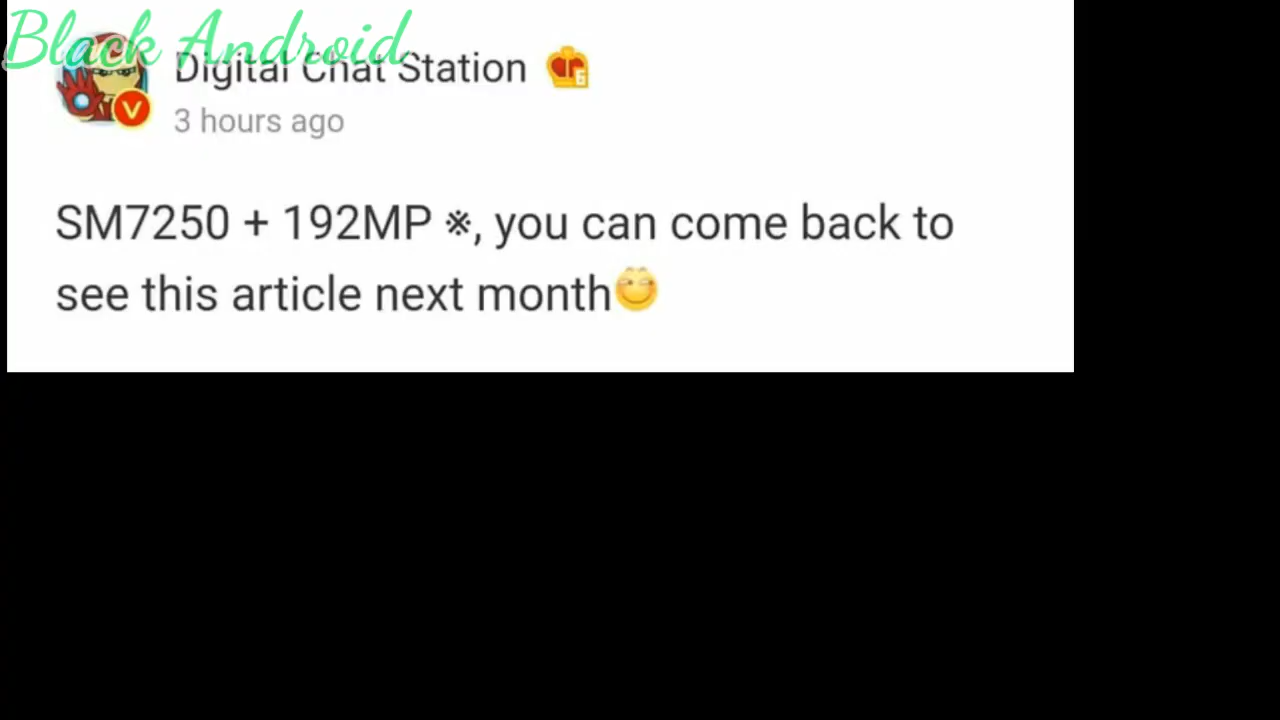 Black Android
Digital Chat Station
6
3 hours ago
V
SM7250 + 192MP ※, you can come back to
see this article next month